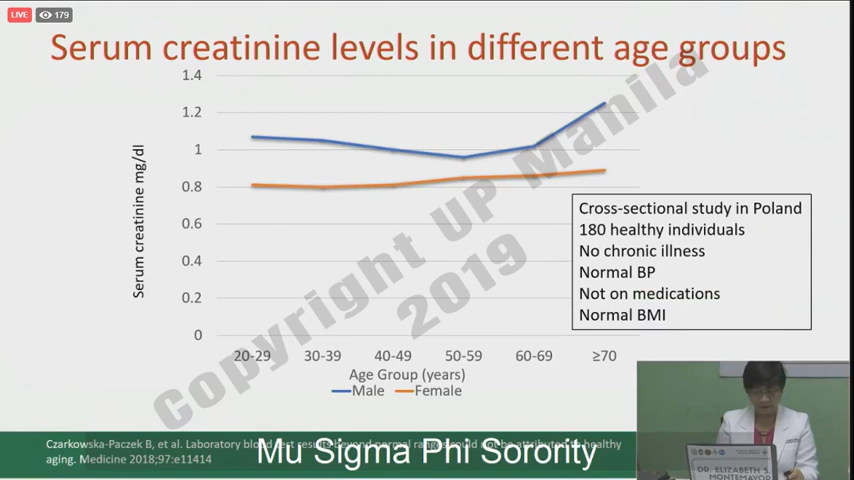 LIVE 179
Serum creatinine levels in different age groups
1.4
1.2
1
0.8
0.6
0.4
0.2
0
Serum creatinine mg/dl
20-29 30-39 40-49 50-59 60-69 ≥70
Age Group (years)
Male Female
Cross-sectional study in Poland
180 healthy individuals
No chronic illness
Normal BP
Not on medications
Normal BMI
Copyright UP Manila
2019
Czarkowska-Paczek B, et al. Laboratory blood test results beyond normal ranges could not be attributed to healthy
aging. Medicine 2018;97:e11414
Mu Sigma Phi Sorority
DR. ELIZABETH S.
MONTEMAYOR